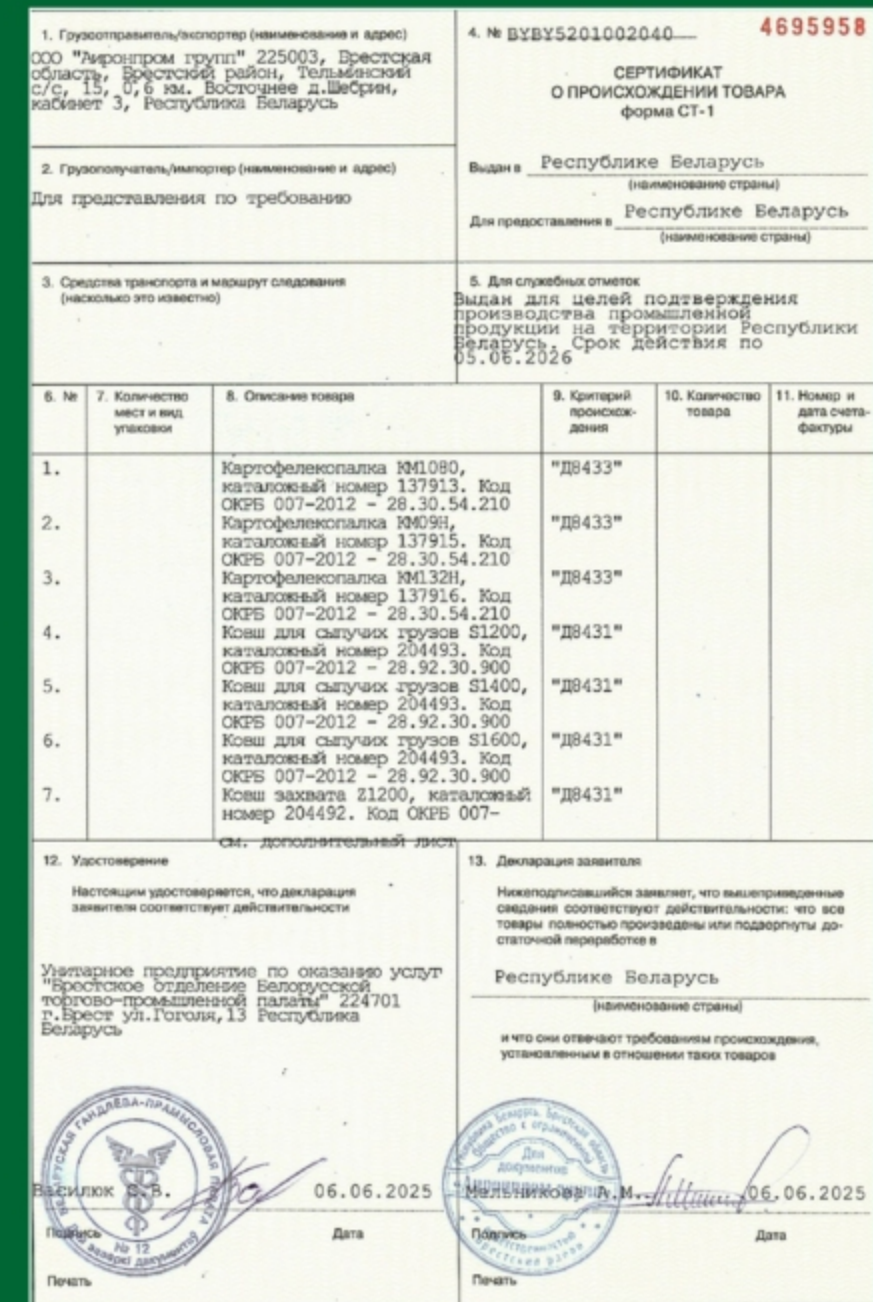 1. Грузоотправитель/экспортер (наименование и адрес)
ООО "Аиронпром групп" 225003, Брестская
область, Брестский район, Тельминский
с/с, 15, 0,6 км. Восточнее д.Шебрин,
кабинет 3, Республика Беларусь
2. Грузополучатель/импортер (наименование и адрес)
Для представления по требованию
3. Средства транспорта и маршрут следования
(насколько это известно)
4. № BYBY5201002040
4695958
СЕРТИФИКАТ
О ПРОИСХОЖДЕНИИ ТОВАРА
форма СТ-1
Выдан в Республике Беларусь
(наименование страны)
Для предоставления в Республике Беларусь
(наименование страны)
5. Для служебных отметок
Выдан для целей подтверждения
производства промышленной
продукции на территории Республики
Беларусь. Срок действия по
05.06.2026
6. №
7. Количество
мест и вид
упаковки
8. Описание товара
9. Критерий
происхож-
дения
10. Количество
товара
11. Номер и
дата счета-
фактуры
1. Картофелекопалка КМ1080, "Д8433"
каталожный номер 137913. Код
ОКРБ 007-2012 - 28.30.54.210
2. Картофелекопалка КМ09Н, "Д8433"
каталожный номер 137915. Код
ОКРБ 007-2012 - 28.30.54.210
3. Картофелекопалка КМ132Н, "Д8433"
каталожный номер 137916. Код
ОКРБ 007-2012 - 28.30.54.210
4. Ковш для сыпучих грузов S1200, "Д8431"
каталожный номер 204493. Код
ОКРБ 007-2012 - 28.92.30.900
5. Ковш для сыпучих грузов S1400, "Д8431"
каталожный номер 204493. Код
ОКРБ 007-2012 - 28.92.30.900
6. Ковш для сыпучих грузов S1600, "Д8431"
каталожный номер 204493. Код
ОКРБ 007-2012 - 28.92.30.900
7. Ковш захвата Z1200, каталожный "Д8431"
номер 204492. Код ОКРБ 007-
см. дополнительный лист
12. Удостоверение
Настоящим удостоверяется, что декларация
заявителя соответствует действительности
Унитарное предприятие по оказанию услуг
"Брестское отделение Белорусской
торгово-промышленной палаты" 224701
г.Брест ул.Гоголя,13 Республика
Беларусь
БЕЛАРУСКАЯ ГАНДЛЁВА-ПРАМЫСЛОВАЯ ПАЛАТА
№ 12
Василюк С.В. 06.06.2025
Подпись Дата
Печать
13. Декларация заявителя
Нижеподписавшийся заявляет, что вышеприведенные
сведения соответствуют действительности: что все
товары полностью произведены или подвергнуты до-
статочной переработке в
Республике Беларусь
(наименование страны)
и что они отвечают требованиям происхождения,
установленным в отношении таких товаров
Для
документов
Мельникова А.М. 06.06.2025
Подпись Дата
Печать